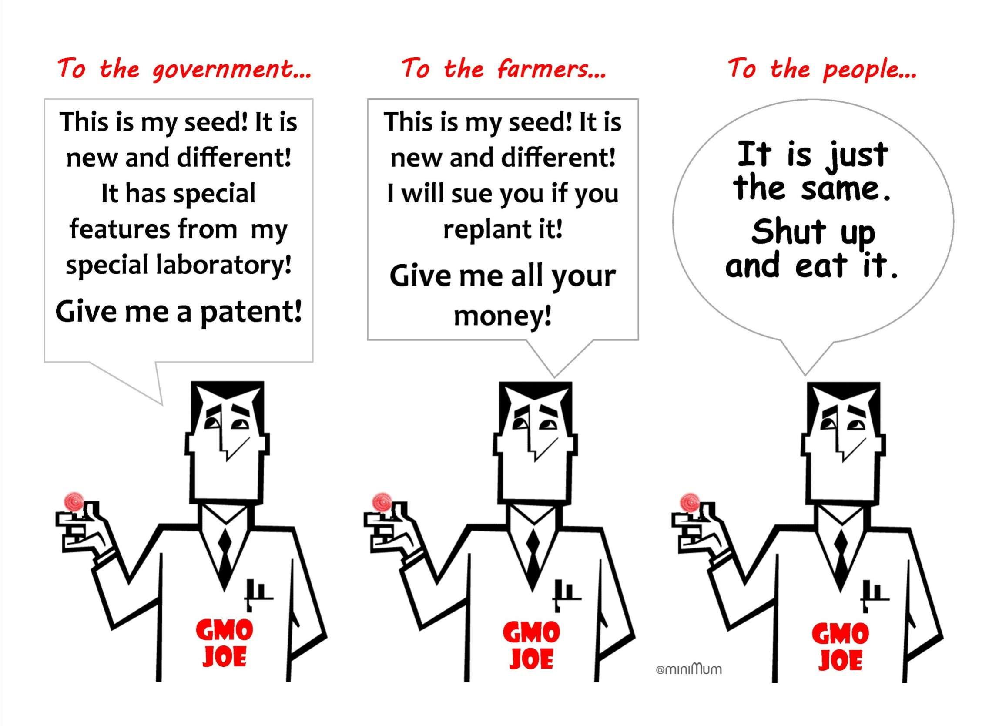 To the government...
This is my seed! It is
new and different!
It has special
features from my
special laboratory!
Give me a patent!
GMO
JOE
To the farmers...
This is my seed! It is
new and different!
I will sue you if you
replant it!
Give me all your
money!
GMO
JOE
To the people...
It is just
the same.
Shut up
and eat it.
GMO
JOE
@miniMum